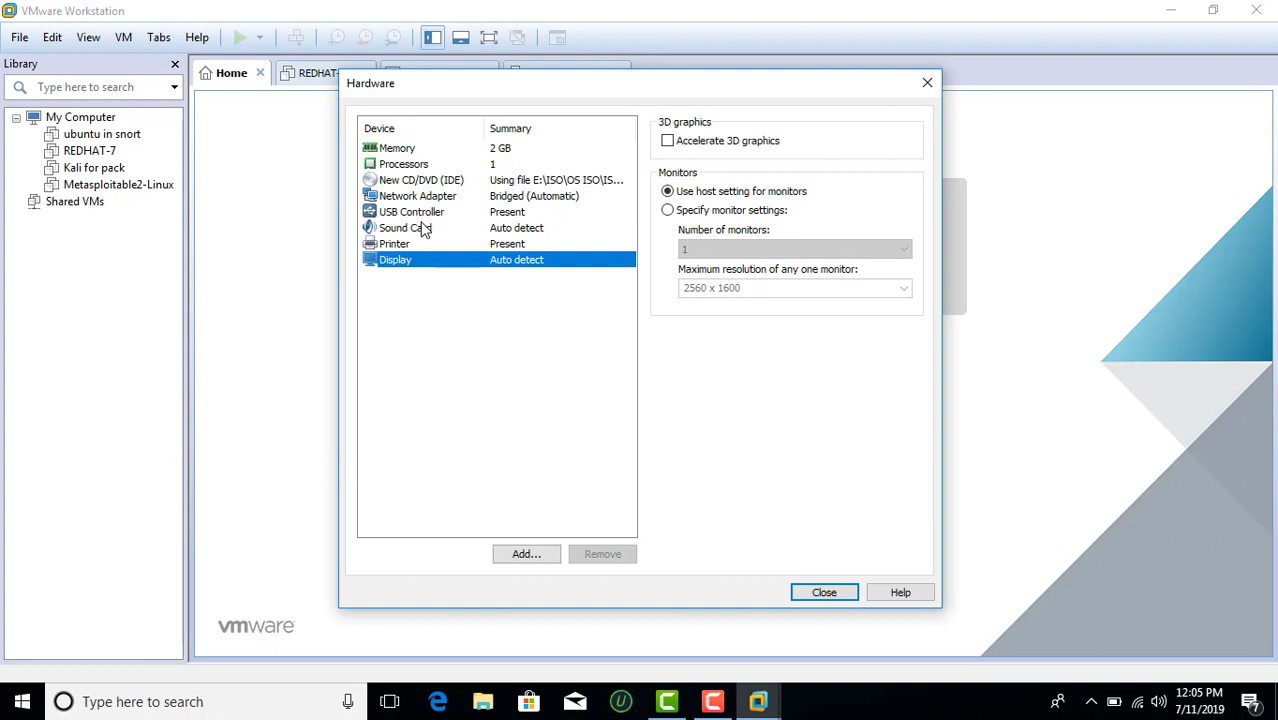 VMware Workstation
File Edit View VM Tabs Help
Library
Type here to search
My Computer
ubuntu in snort
REDHAT-7
Kali for pack
Metasploitable2-Linux
Shared VMs
Home
REDHAT-
Hardware
Device Summary
Memory 2 GB
Processors 1
New CD/DVD (IDE) Using file E:\ISO\OS ISO\IS...
Network Adapter Bridged (Automatic)
USB Controller Present
Sound Card Auto detect
Printer Present
Display Auto detect
Add...
Remove
3D graphics
Accelerate 3D graphics
Monitors
Use host setting for monitors
Specify monitor settings:
Number of monitors:
1
Maximum resolution of any one monitor:
2560 x 1600
Close
Help
vmware
Type here to search
12:05 PM
7/11/2019
7